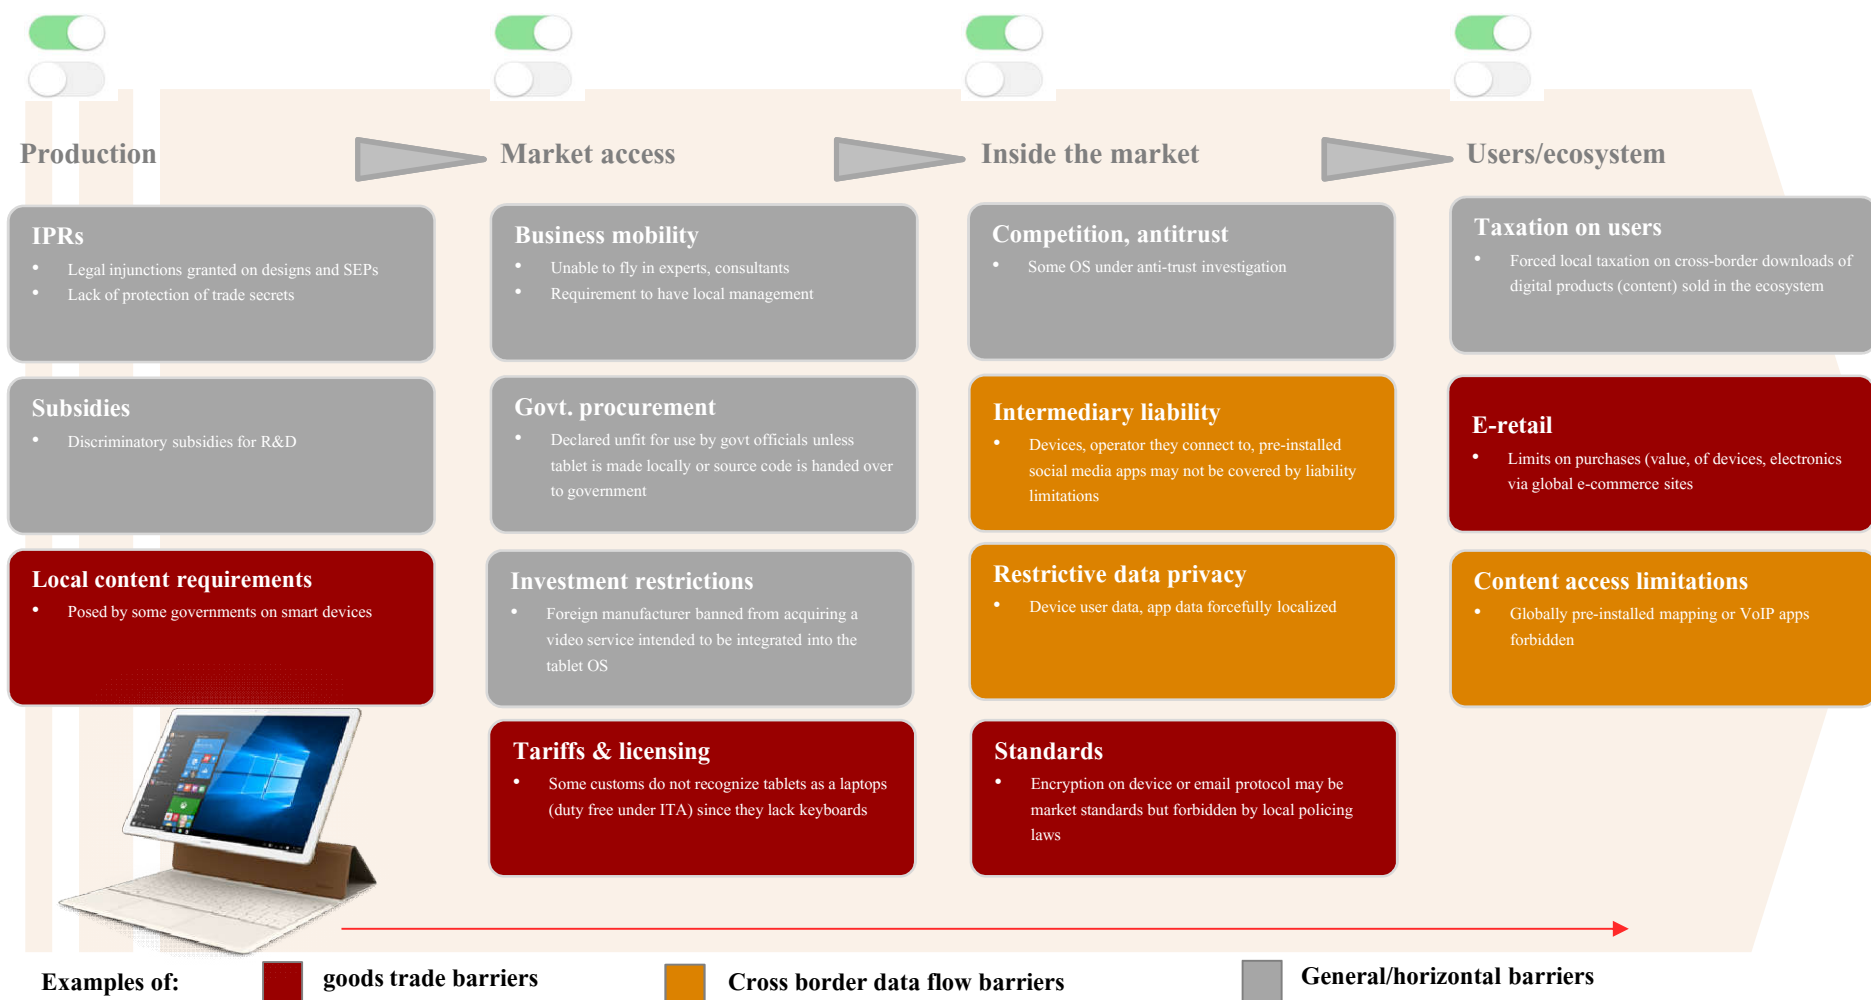 Production
Market access
Inside the market
Users/ecosystem
IPRs
• Legal injunctions granted on designs and SEPs
• Lack of protection of trade secrets
Subsidies
• Discriminatory subsidies for R&D
Local content requirements
• Posed by some governments on smart devices
Business mobility
• Unable to fly in experts, consultants
• Requirement to have local management
Govt. procurement
• Declared unfit for use by govt officials unless
tablet is made locally or source code is handed over
to government
Investment restrictions
• Foreign manufacturer banned from acquiring a
video service intended to be integrated into the
tablet OS
Tariffs & licensing
• Some customs do not recognize tablets as a laptops
(duty free under ITA) since they lack keyboards
Competition, antitrust
• Some OS under anti-trust investigation
Intermediary liability
• Devices, operator they connect to, pre-installed
social media apps may not be covered by liability
limitations
Restrictive data privacy
• Device user data, app data forcefully localized
Standards
• Encryption on device or email protocol may be
market standards but forbidden by local policing
laws
Taxation on users
• Forced local taxation on cross-border downloads of
digital products (content) sold in the ecosystem
E-retail
• Limits on purchases (value, of devices, electronics
via global e-commerce sites
Content access limitations
• Globally pre-installed mapping or VoIP apps
forbidden
Examples of:
goods trade barriers
Cross border data flow barriers
General/horizontal barriers